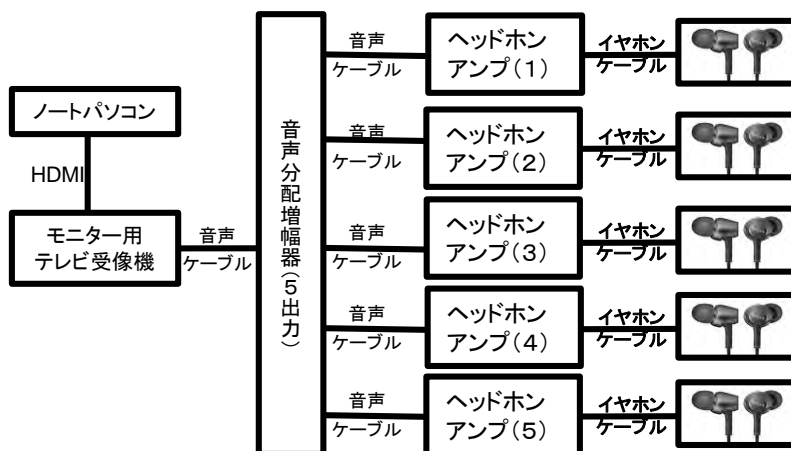 ノートパソコン
HDMI
モニター用
テレビ受像機
音声
ケーブル
音声分配増幅器(5出力)
音声
ケーブル
ヘッドホン
アンプ(1)
イヤホン
ケーブル
音声
ケーブル
ヘッドホン
アンプ(2)
イヤホン
ケーブル
音声
ケーブル
ヘッドホン
アンプ(3)
イヤホン
ケーブル
音声
ケーブル
ヘッドホン
アンプ(4)
イヤホン
ケーブル
音声
ケーブル
ヘッドホン
アンプ(5)
イヤホン
ケーブル